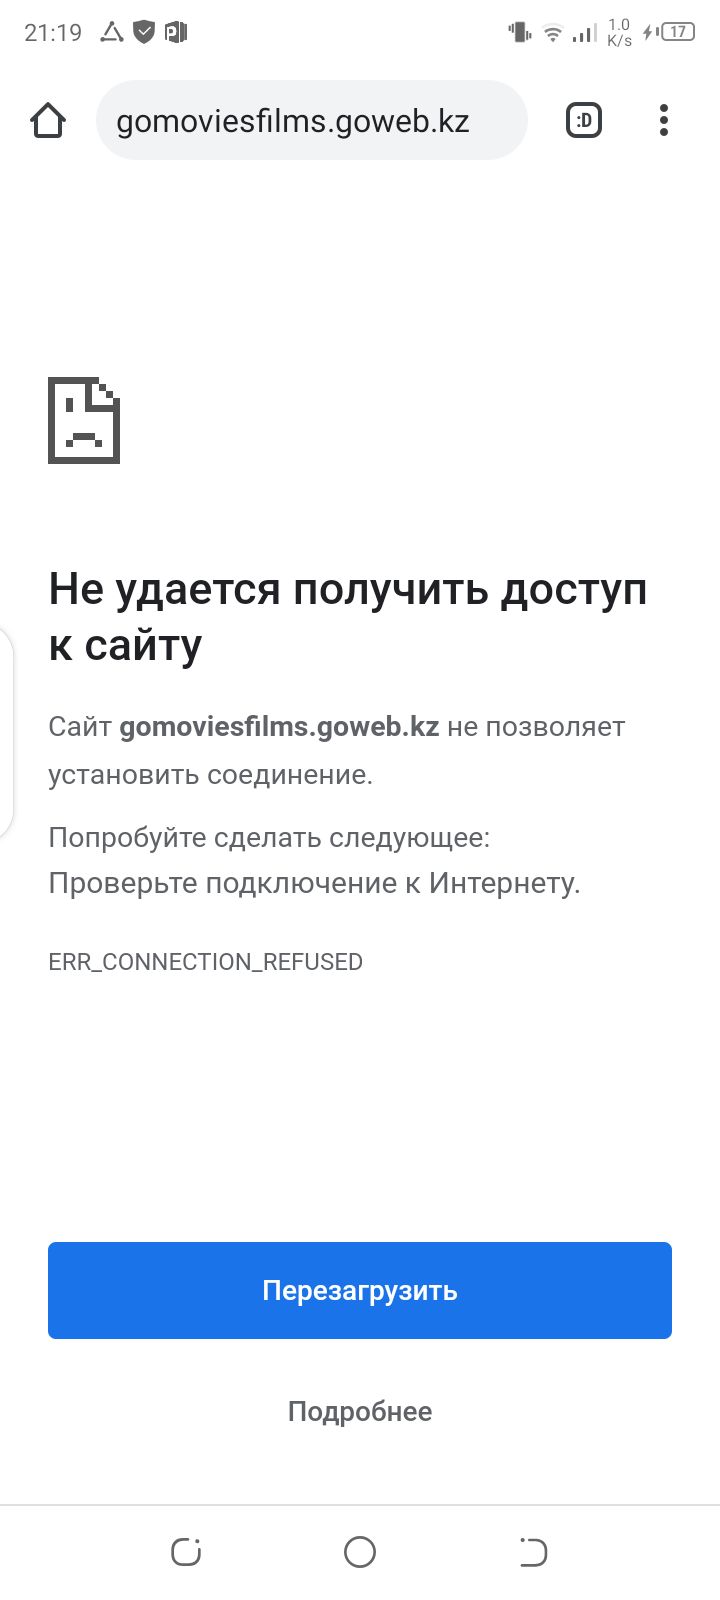 21:19
1.0
K/s
17
gomoviesfilms.goweb.kz
:D
Не удается получить доступ
к сайту
Сайт gomoviesfilms.goweb.kz не позволяет
установить соединение.
Попробуйте сделать следующее:
Проверьте подключение к Интернету.
ERR_CONNECTION_REFUSED
Перезагрузить
Подробнее